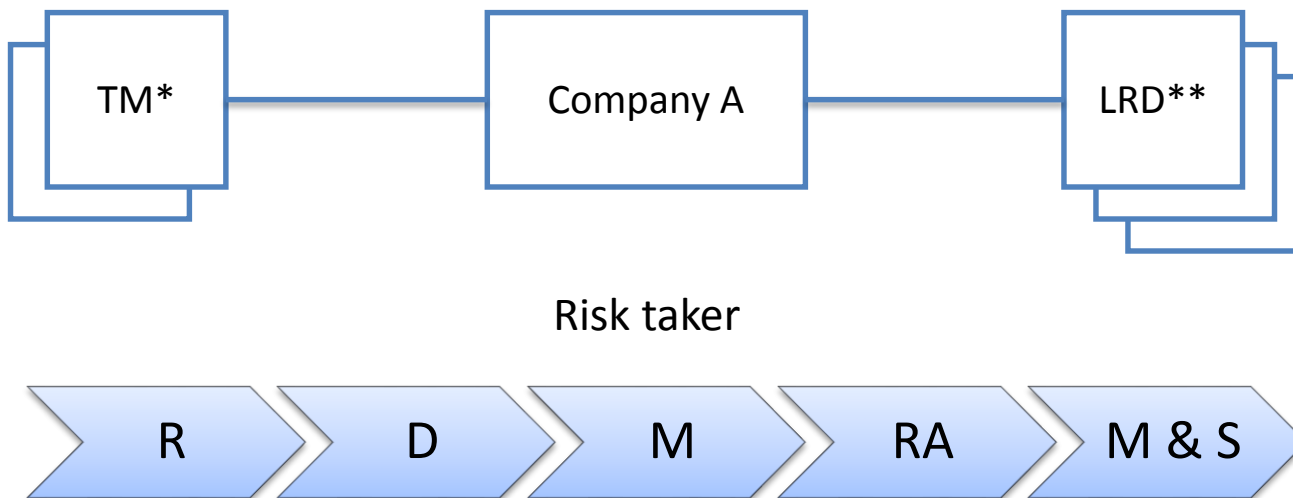 TM*
Company A
LRD**
Risk taker
R
D
M
RA
M & S